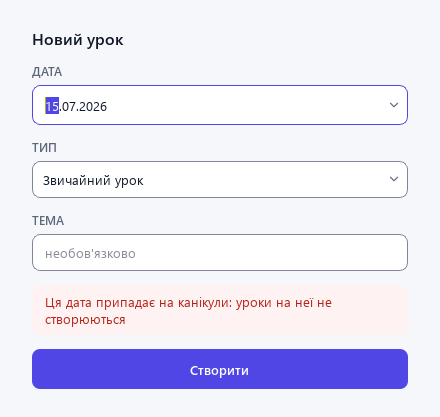 Новий урок
ДАТА
15.07.2026
ТИП
Звичайний урок
ТЕМА
необов'язково
Ця дата припадає на канікули: уроки на неї не
створюються
Створити